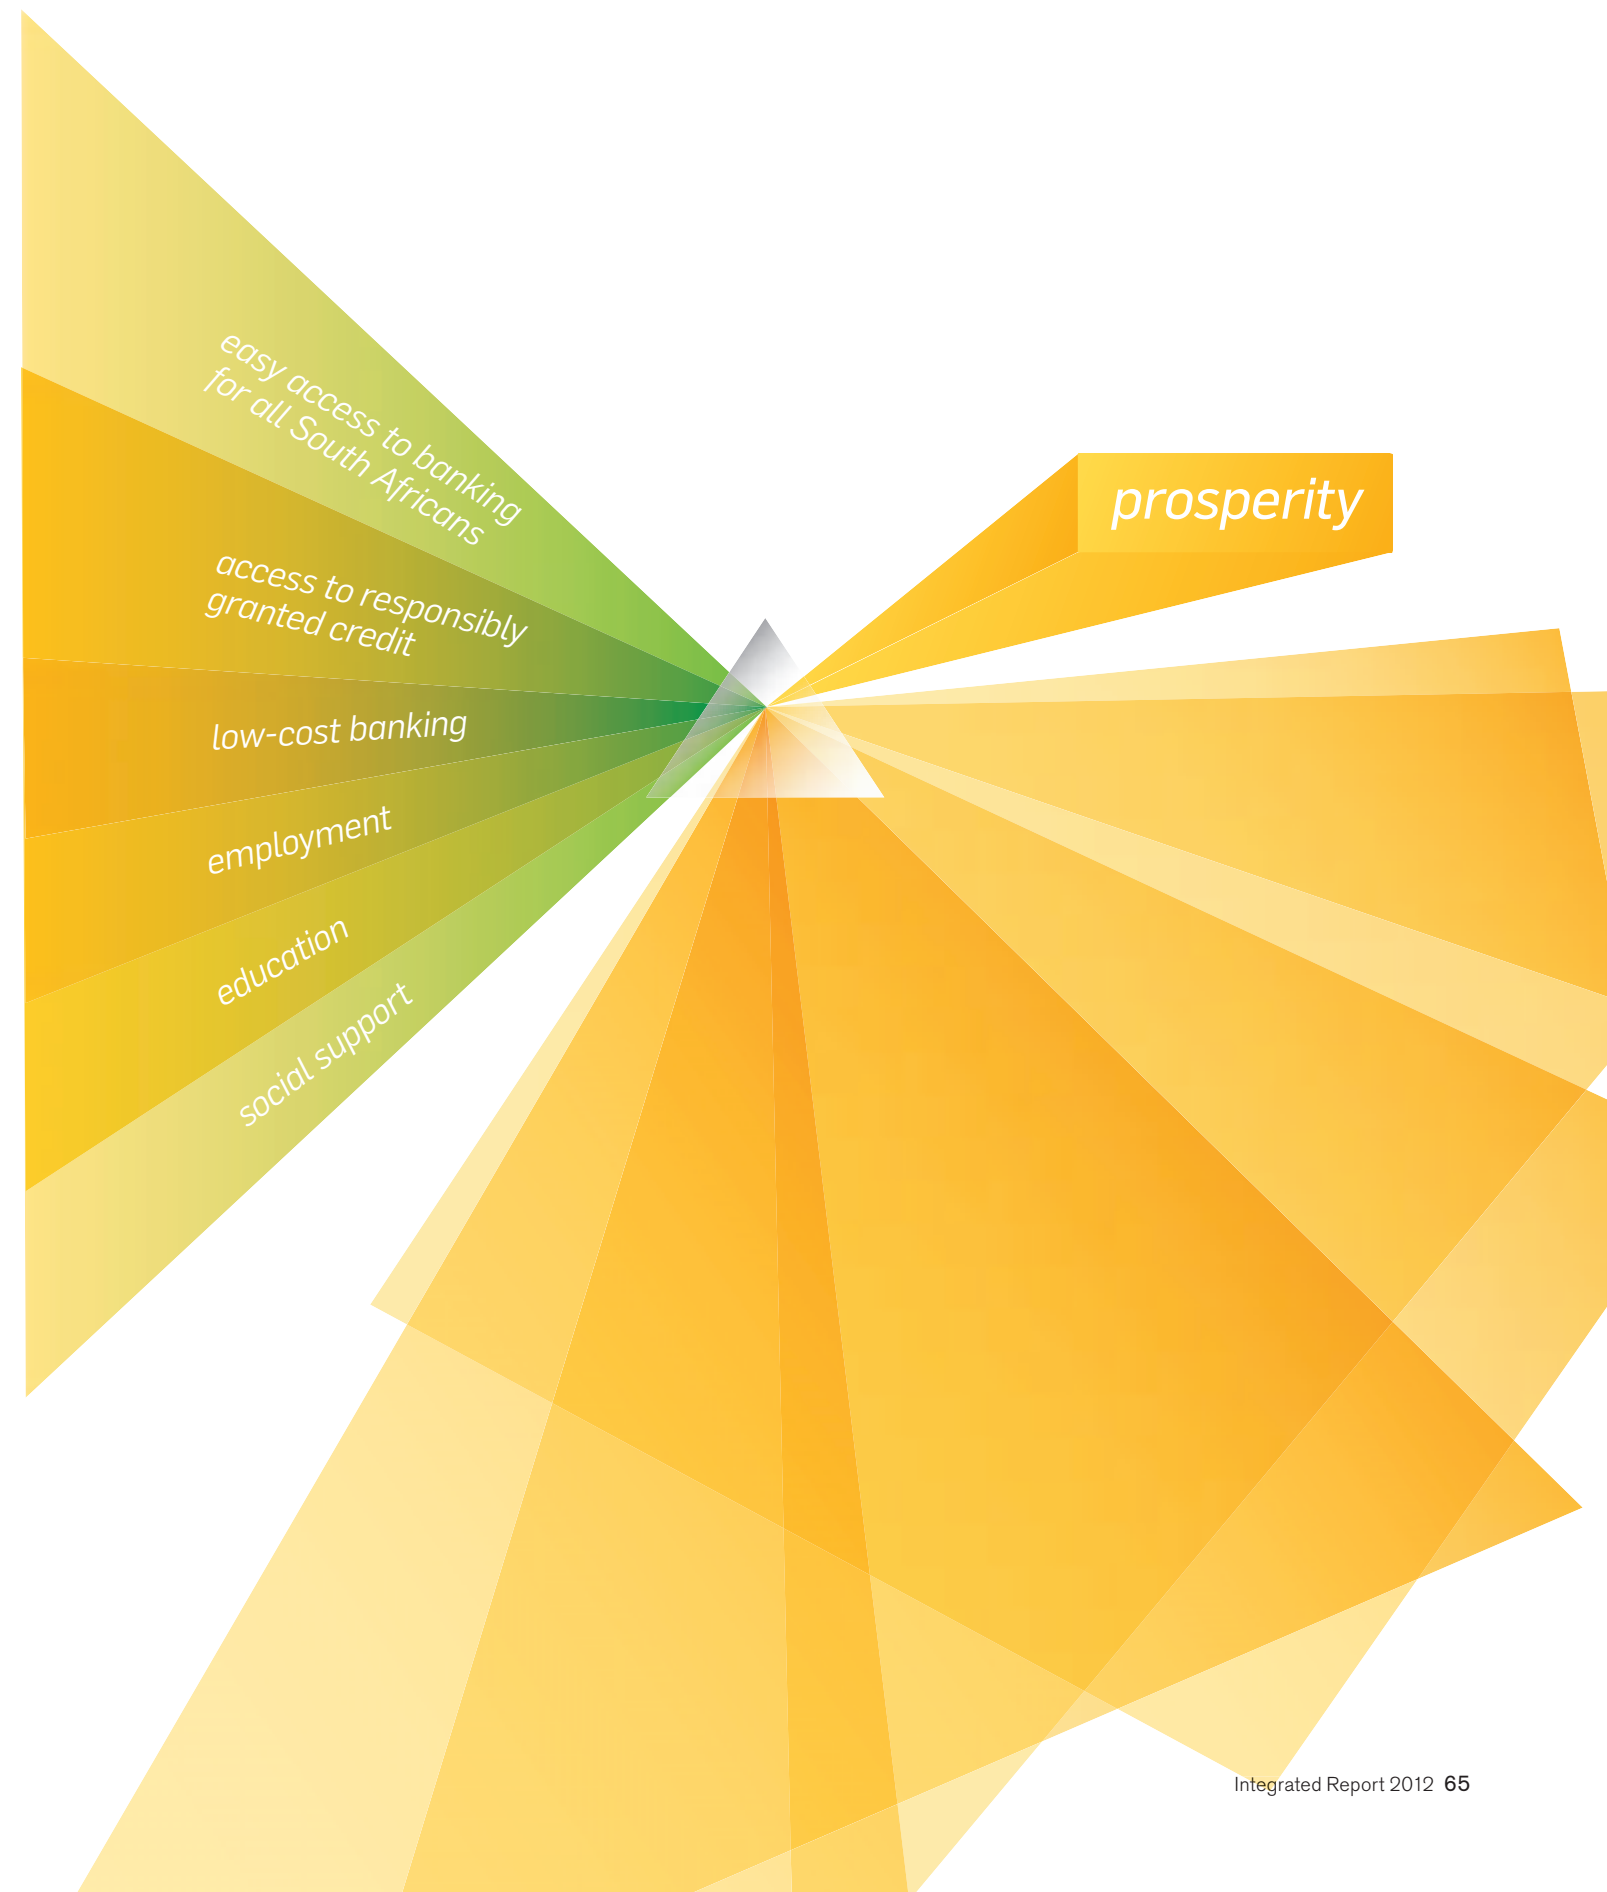 easy access to banking
for all South Africans
access to responsibly
granted credit
low-cost banking
employment
education
social support
prosperity
Integrated Report 2012 65